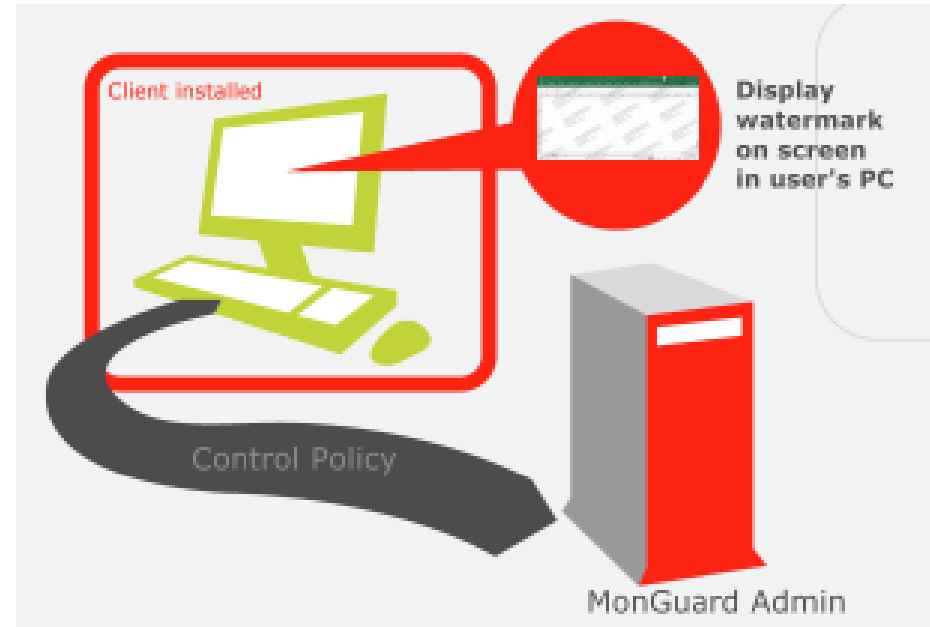 Client installed
Display
watermark
on screen
in user's PC
Control Policy
MonGuard Admin